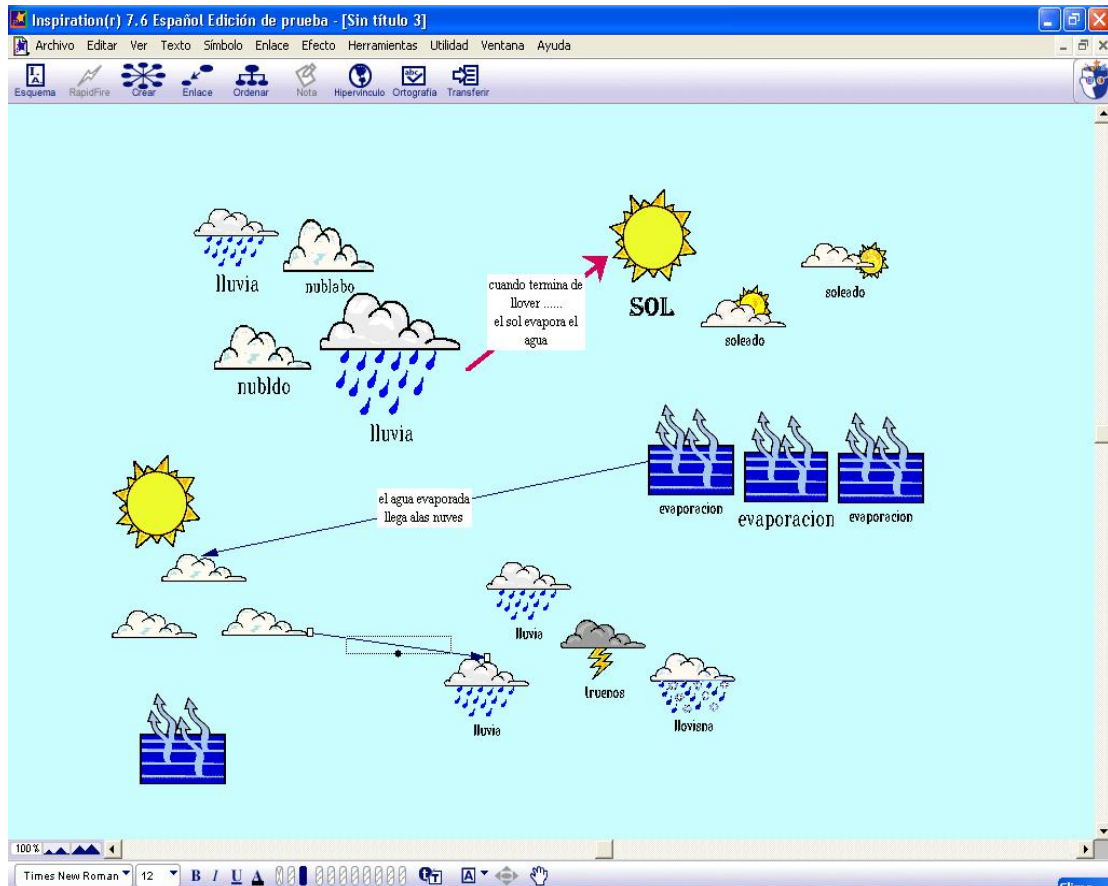 Inspiration(r) 7.6 Español Edición de prueba - [Sin título 3]
Archivo Editar Ver Texto Símbolo Enlace Efecto Herramientas Utilidad Ventana Ayuda
Esquema RapidFire Crear Enlace Ordenar Nota Hipervínculo Ortografía Transferir
lluvia
nublabo
nubldo
lluvia
cuando termina de
llover ......
el sol evapora el
agua
SOL
soleado
soleado
evaporacion
evaporacion
evaporacion
el agua evaporada
llega alas nuves
lluvia
truenos
lluvia
llovisna
100%
Times New Roman 12 B I U A